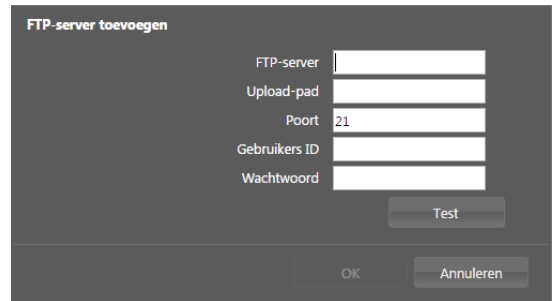 FTP-server toevoegen
FTP-server
Upload-pad
Poort 21
Gebruikers ID
Wachtwoord
Test
OK Annuleren